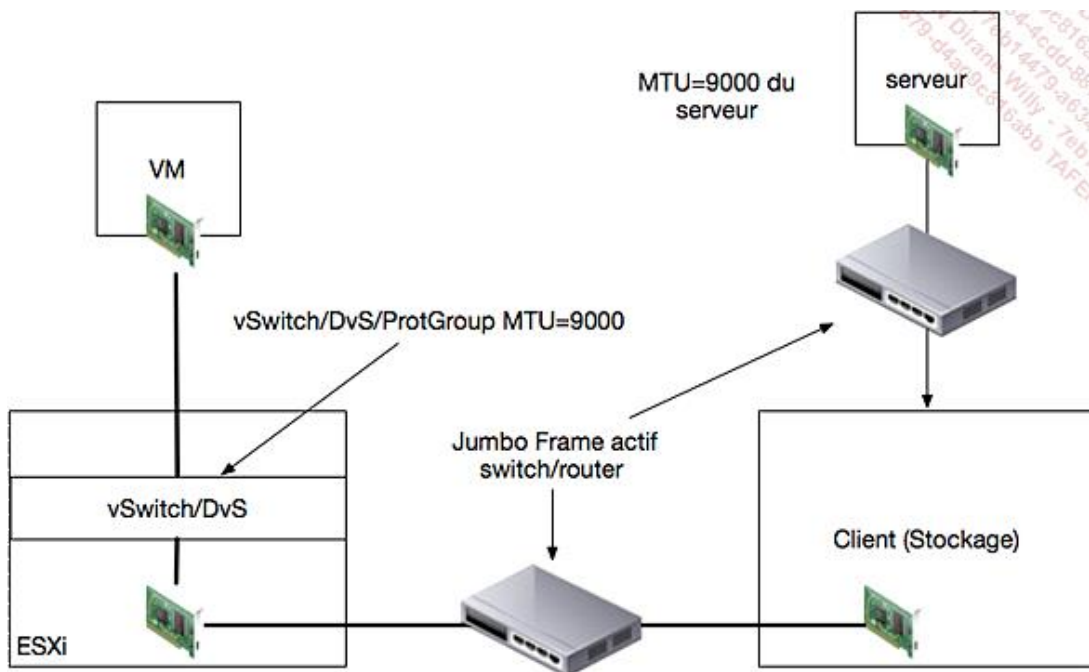 MTU=9000 du
serveur
serveur
VM
vSwitch/DvS/ProtGroup MTU=9000
Jumbo Frame actif
switch/router
vSwitch/DvS
Client (Stockage)
ESXi